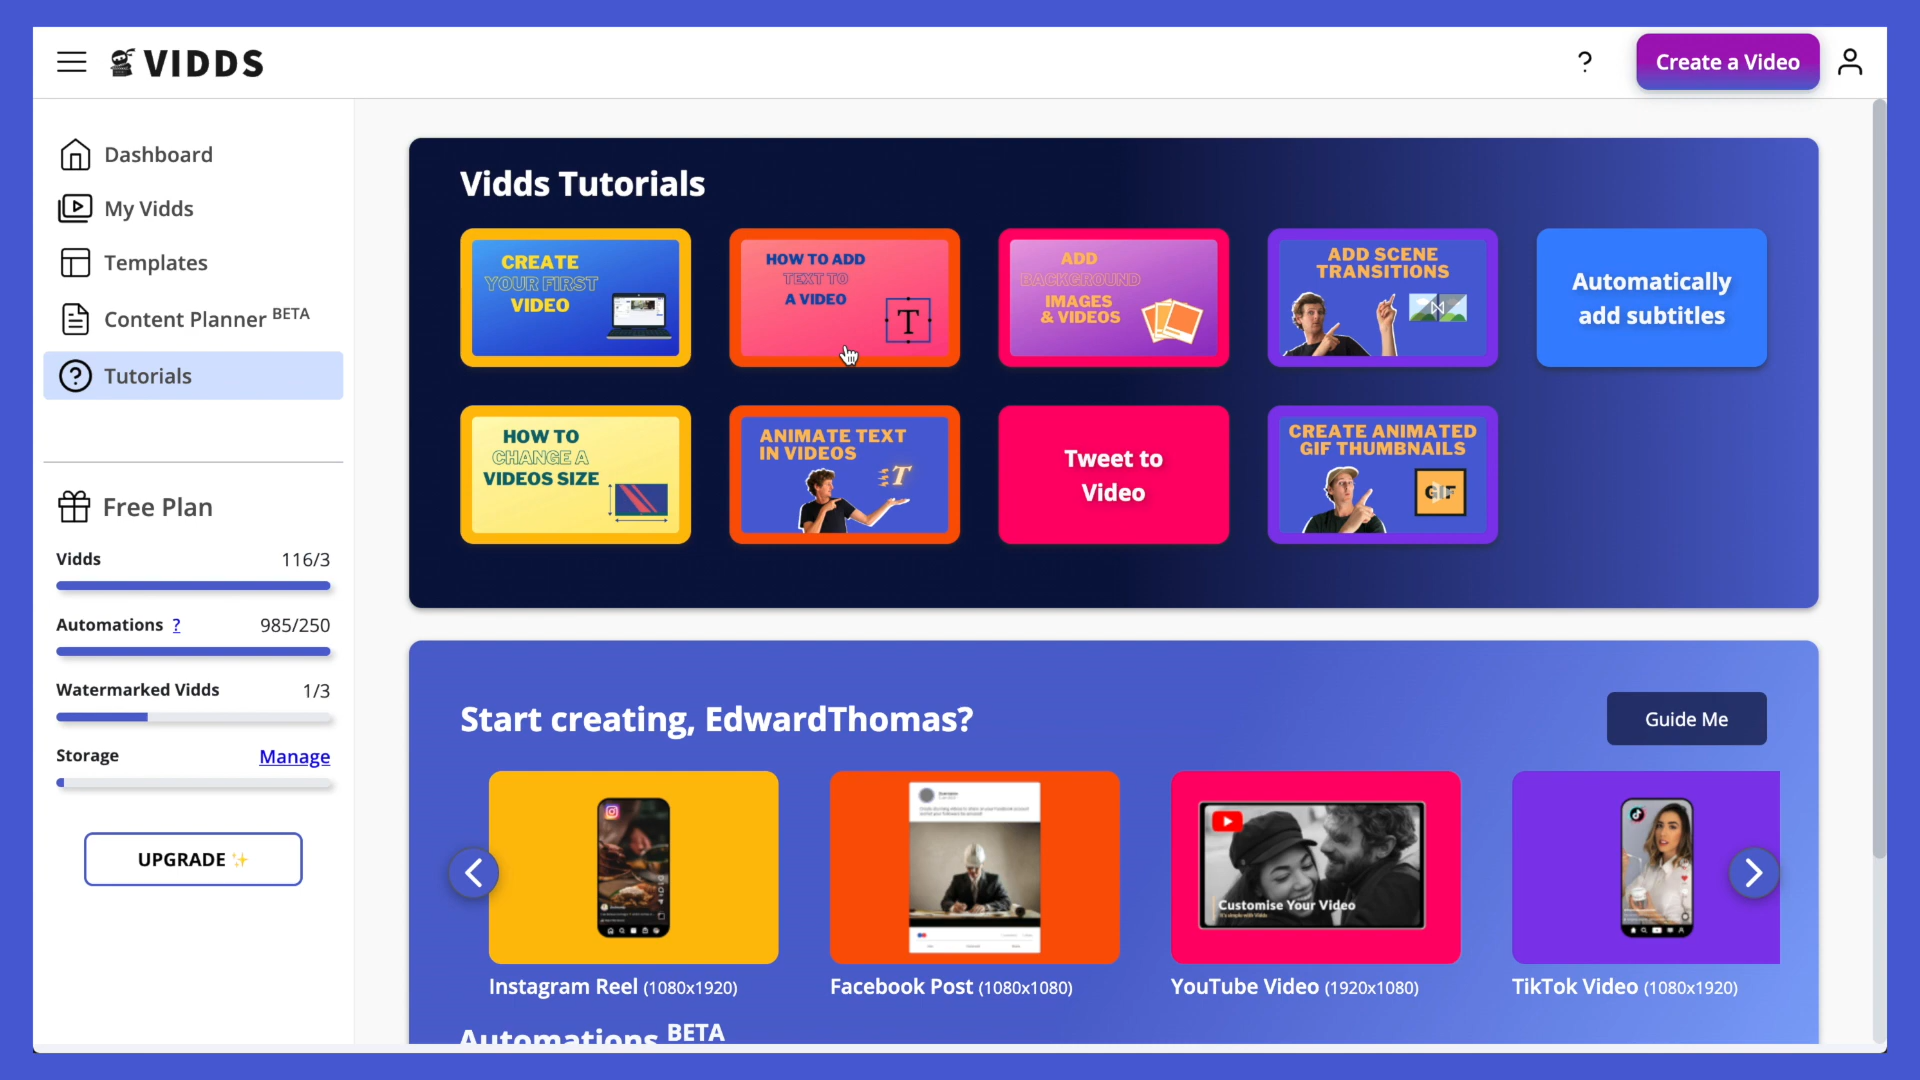 VIDDS
?
Create a Video
Dashboard
My Vidds
Templates
Content Planner BETA
Tutorials
Free Plan
Vidds 116/3
Automations ? 985/250
Watermarked Vidds 1/3
Storage Manage
UPGRADE
Vidds Tutorials
CREATE
YOUR FIRST
VIDEO
HOW TO ADD
TEXT TO
A VIDEO
T
ADD
BACKGROUND
IMAGES
& VIDEOS
ADD SCENE
TRANSITIONS
Automatically
add subtitles
HOW TO
CHANGE A
VIDEOS SIZE
ANIMATE TEXT
IN VIDEOS
T
Tweet to
Video
CREATE ANIMATED
GIF THUMBNAILS
GIF
Start creating, EdwardThomas?
Guide Me
Customise Your Video
It's simple with Vidds
Instagram Reel (1080x1920)
Facebook Post (1080x1080)
YouTube Video (1920x1080)
TikTok Video (1080x1920)
Automations BETA